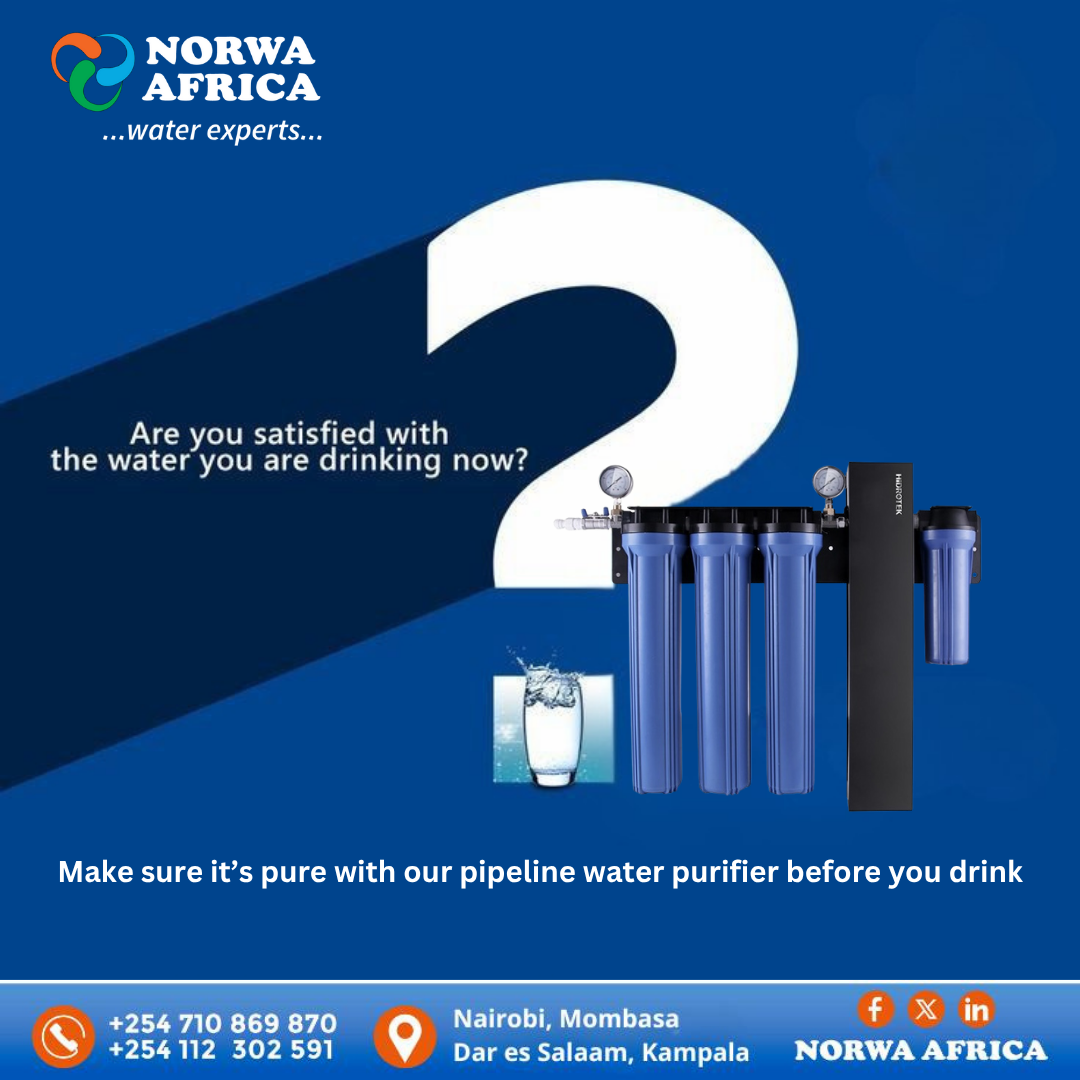 NORWA
AFRICA
...water experts...
Are you satisfied with
the water you are drinking now?
HIDROTEK
Make sure it’s pure with our pipeline water purifier before you drink
+254 710 869 870
+254 112 302 591
Nairobi, Mombasa
Dar es Salaam, Kampala
NORWA AFRICA